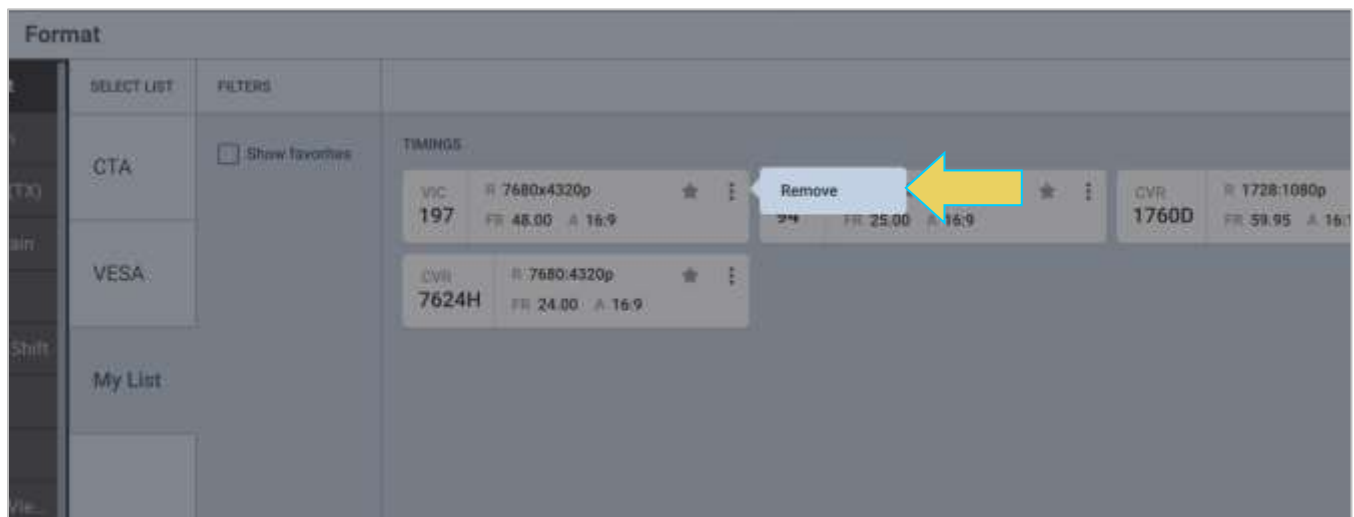 Format
SELECT LIST
FILTERS
CTA
VESA
My List
Show favorites
TIMINGS
VIC
197
R 7680x4320p
FR 48.00 A 16:9
Remove
94
FR 25.00 A 16:9
CVR
1760D
R 1728:1080p
FR 59.95 A
CVR
7624H
R 7680:4320p
FR 24.00 A 16:9
(TX)
Shift